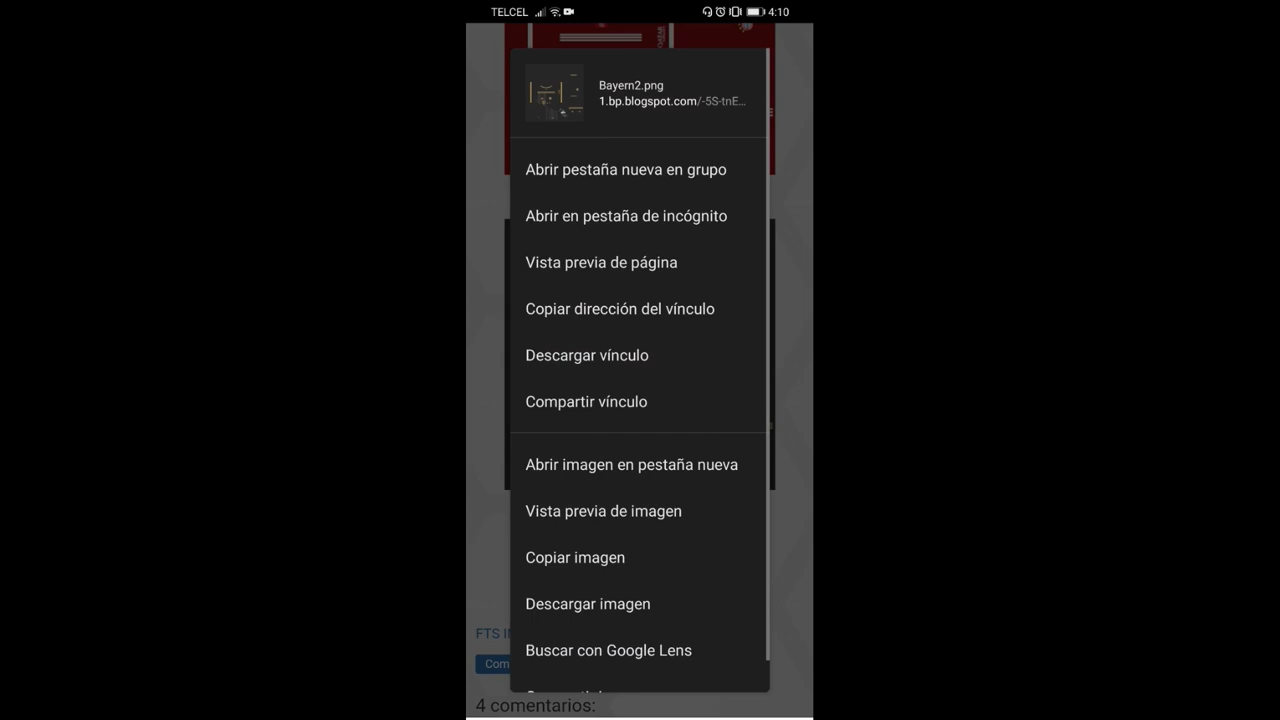 TELCEL 4:10
Bayern2.png
1.bp.blogspot.com/-5S-tnE...
Abrir pestaña nueva en grupo
Abrir en pestaña de incógnito
Vista previa de página
Copiar dirección del vínculo
Descargar vínculo
Compartir vínculo
Abrir imagen en pestaña nueva
Vista previa de imagen
Copiar imagen
Descargar imagen
Buscar con Google Lens
FTS
Com
4 comentarios: